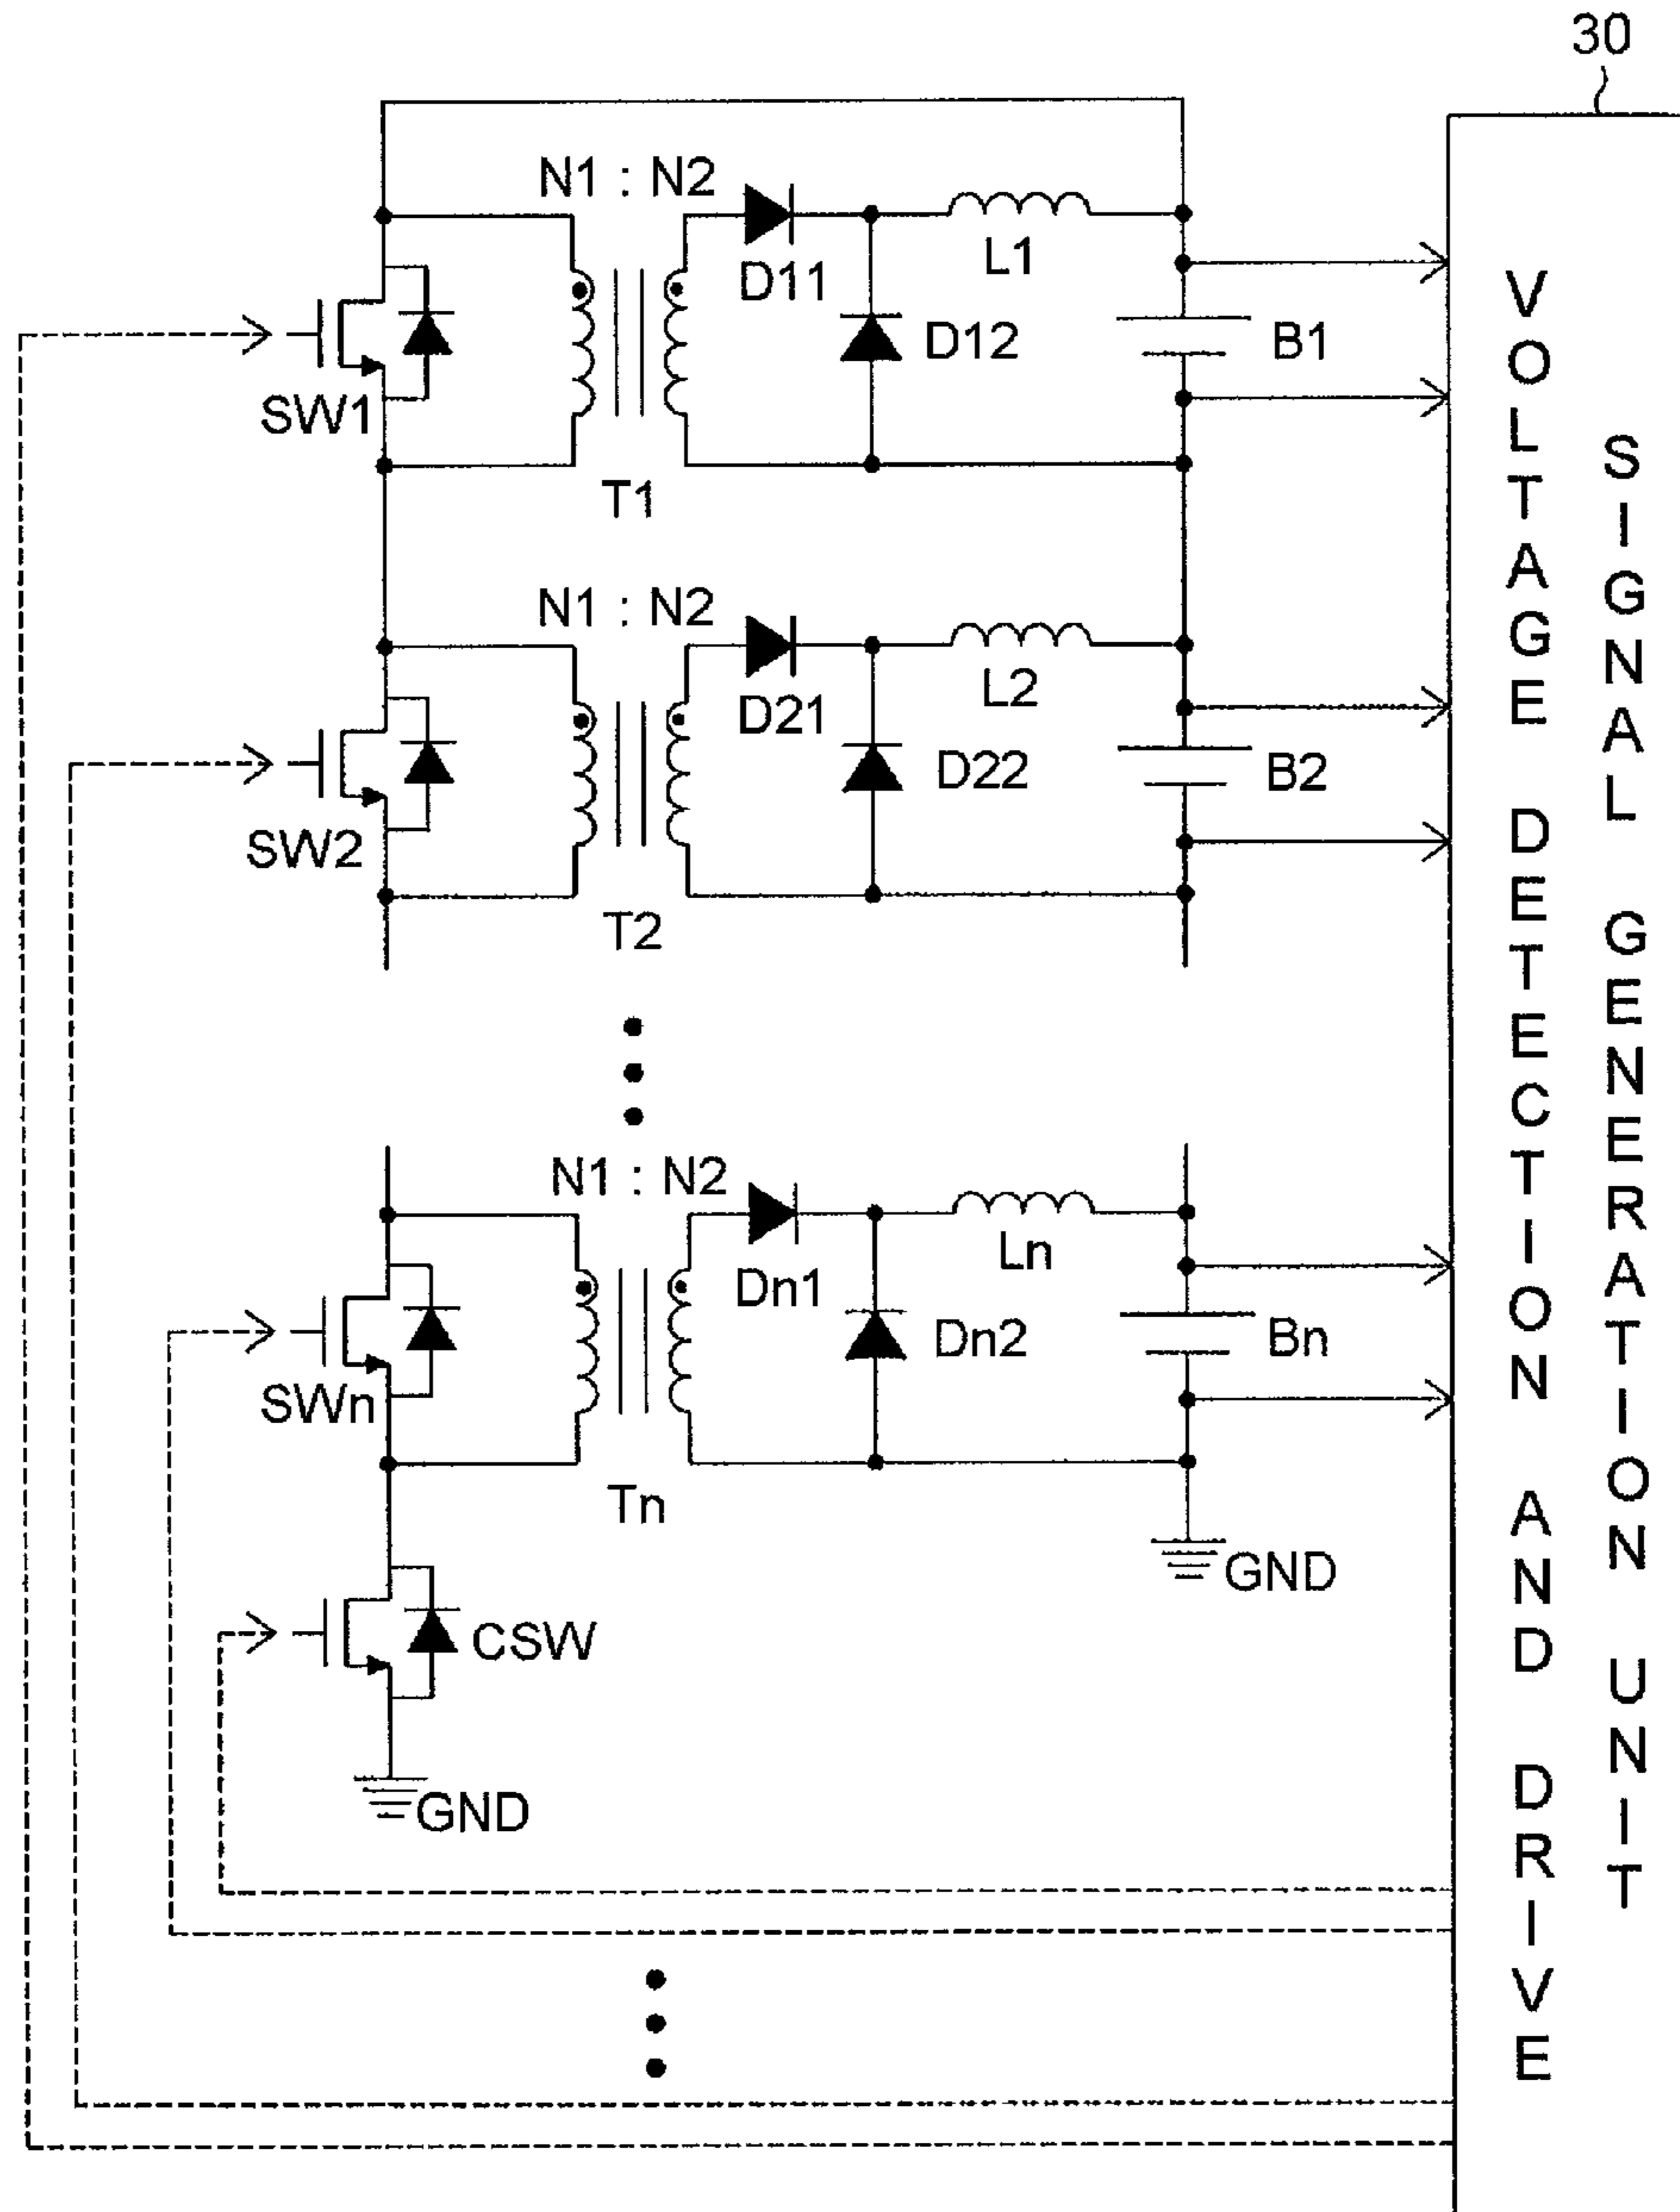 30
N1 : N2
D11
L1
D12
B1
SW1
T1
N1 : N2
D21
L2
D22
B2
SW2
T2
N1 : N2
Dn1
Ln
Dn2
Bn
SWn
Tn
GND
CSW
GND
VOLTAGE DETECTION AND DRIVE
SIGNAL GENERATION UNIT